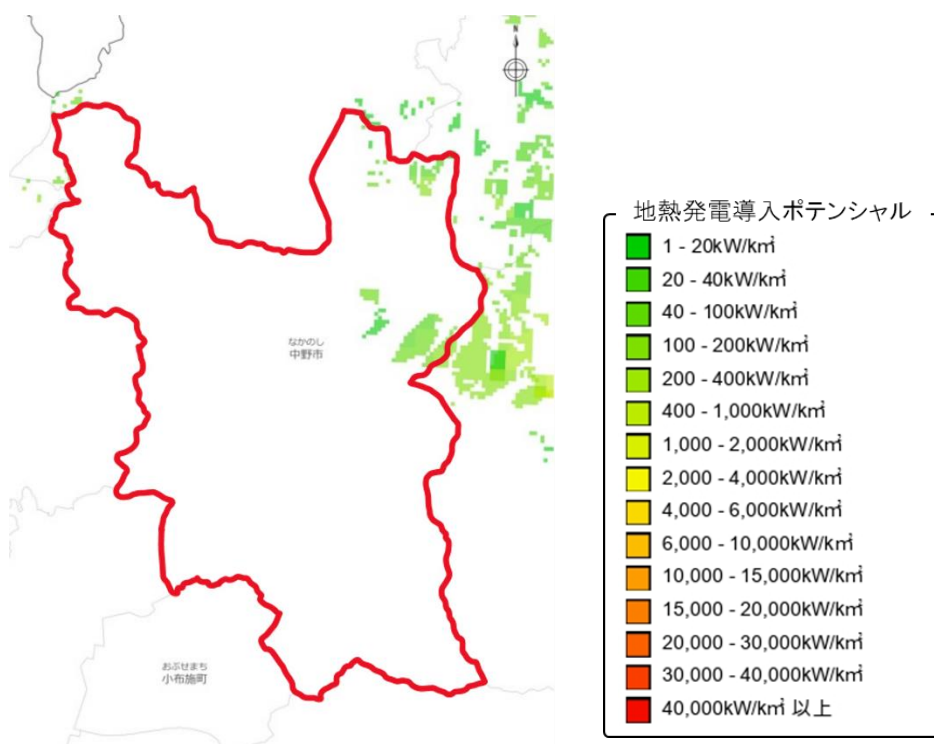 N
なかのし
中野市
おぶせまち
小布施町
地熱発電導入ポテンシャル
1 - 20kW/k㎡
20 - 40kW/k㎡
40 - 100kW/k㎡
100 - 200kW/k㎡
200 - 400kW/k㎡
400 - 1,000kW/k㎡
1,000 - 2,000kW/k㎡
2,000 - 4,000kW/k㎡
4,000 - 6,000kW/k㎡
6,000 - 10,000kW/k㎡
10,000 - 15,000kW/k㎡
15,000 - 20,000kW/k㎡
20,000 - 30,000kW/k㎡
30,000 - 40,000kW/k㎡
40,000kW/k㎡ 以上